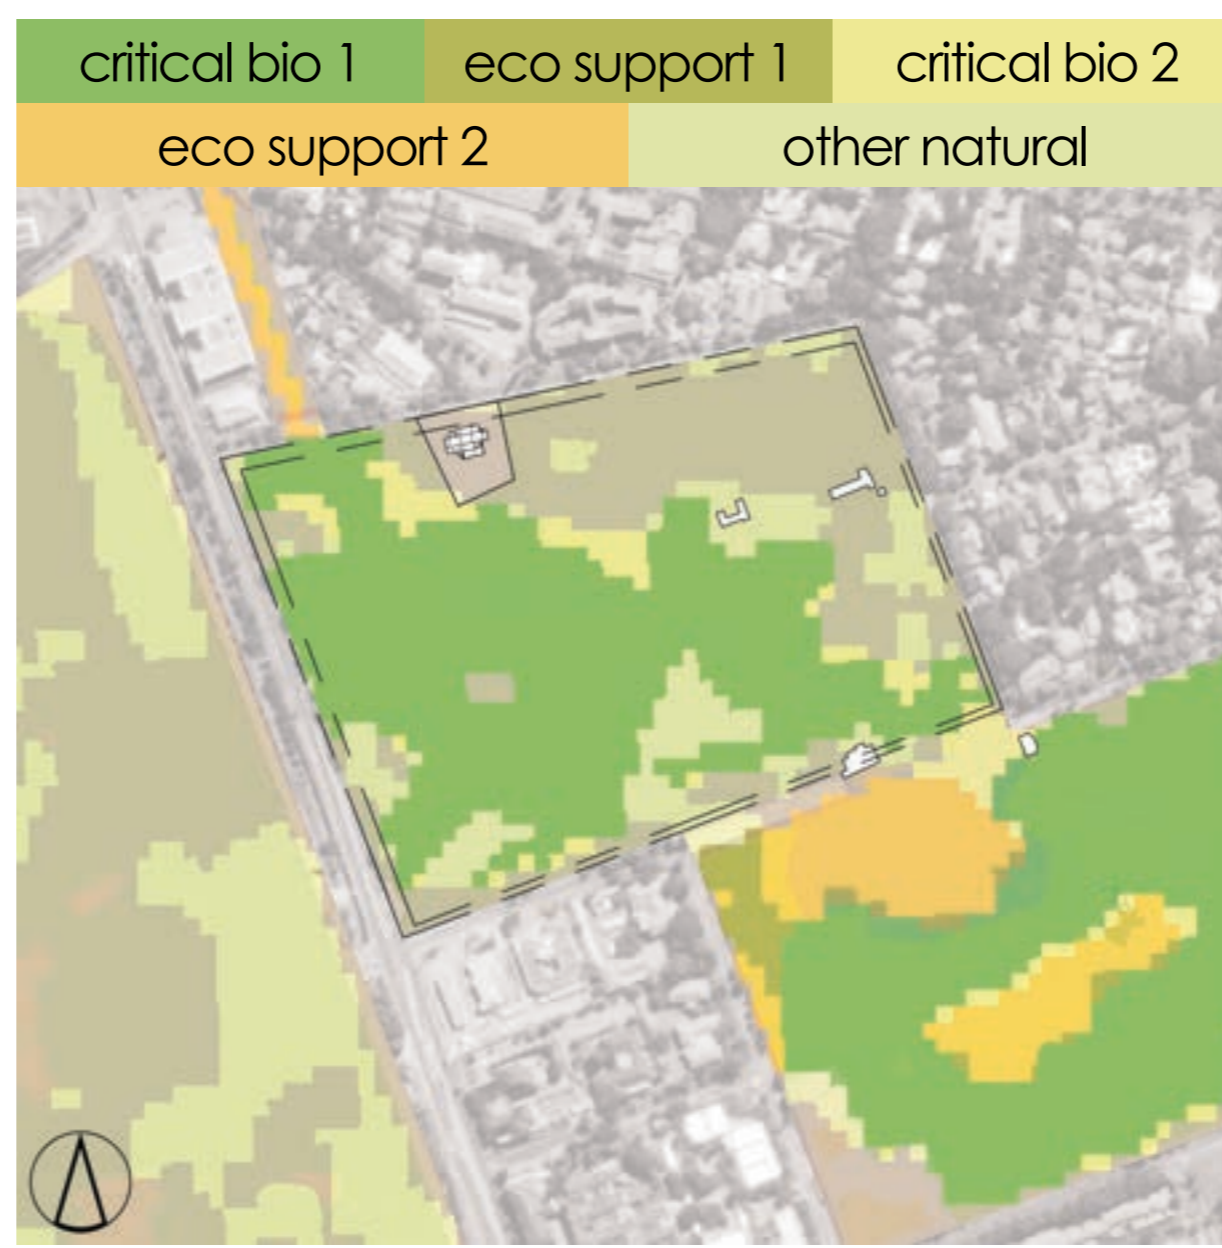 critical bio 1 eco support 1 critical bio 2
eco support 2 other natural